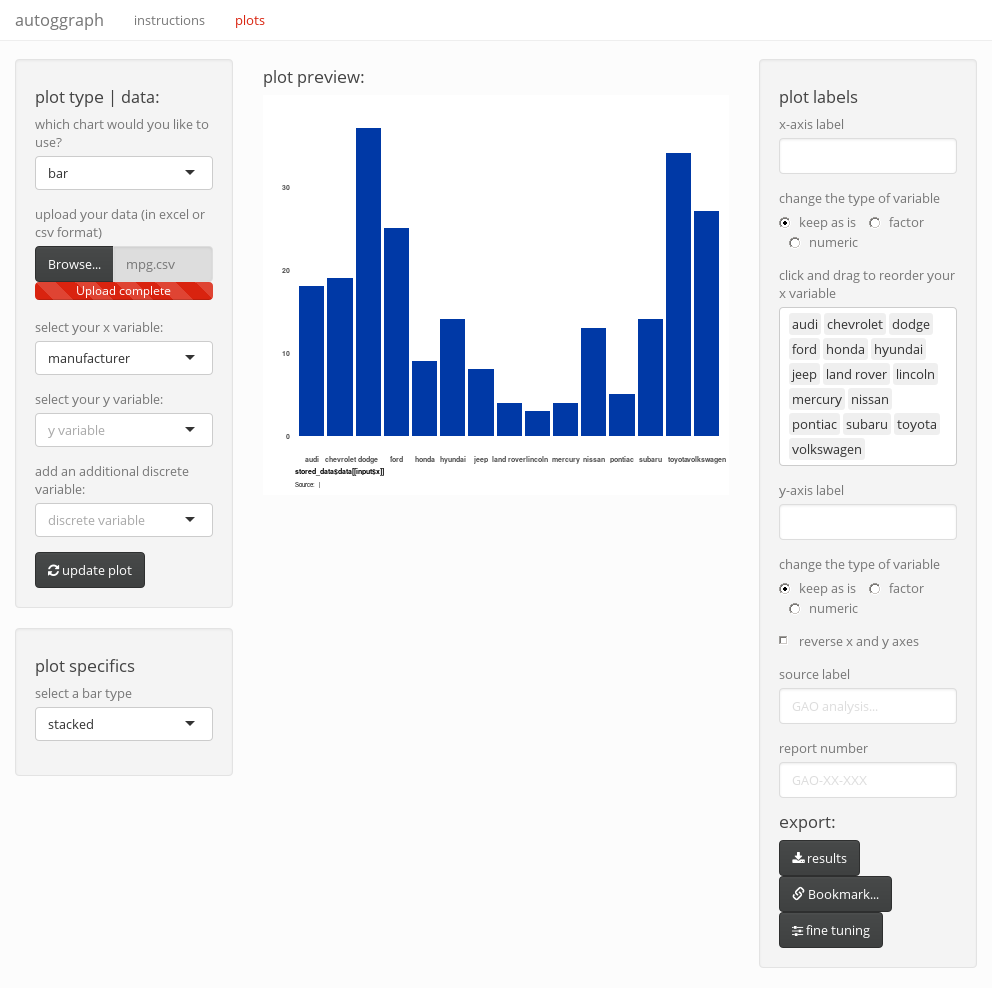 autoggraph instructions plots
plot type | data:
which chart would you like to
use?
bar
upload your data (in excel or
csv format)
Browse... mpg.csv
Upload complete
select your x variable:
manufacturer
select your y variable:
y variable
add an additional discrete
variable:
discrete variable
update plot
plot specifics
select a bar type
stacked
plot preview:
30
20
10
0
audi chevrolet dodge ford honda hyundai jeep land rover lincoln mercury nissan pontiac subaru toyota volkswagen
stored_data$data[[input$x]]
Source: |
plot labels
x-axis label
change the type of variable
keep as is factor
numeric
click and drag to reorder your
x variable
audi chevrolet dodge
ford honda hyundai
jeep land rover lincoln
mercury nissan
pontiac subaru toyota
volkswagen
y-axis label
change the type of variable
keep as is factor
numeric
reverse x and y axes
source label
GAO analysis...
report number
GAO-XX-XXX
export:
results
Bookmark...
fine tuning